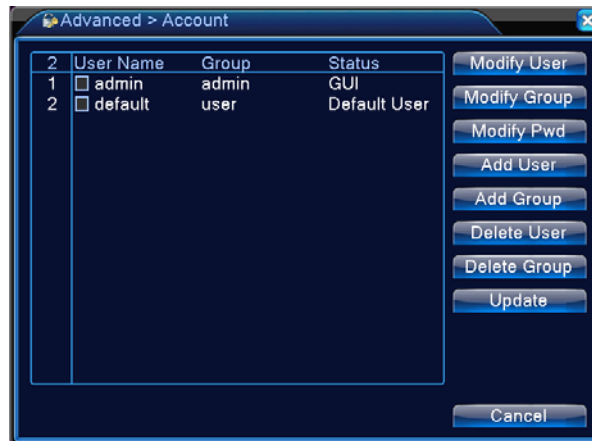 Advanced > Account
2 User Name Group Status
1 admin admin GUI
2 default user Default User
Modify User
Modify Group
Modify Pwd
Add User
Add Group
Delete User
Delete Group
Update
Cancel